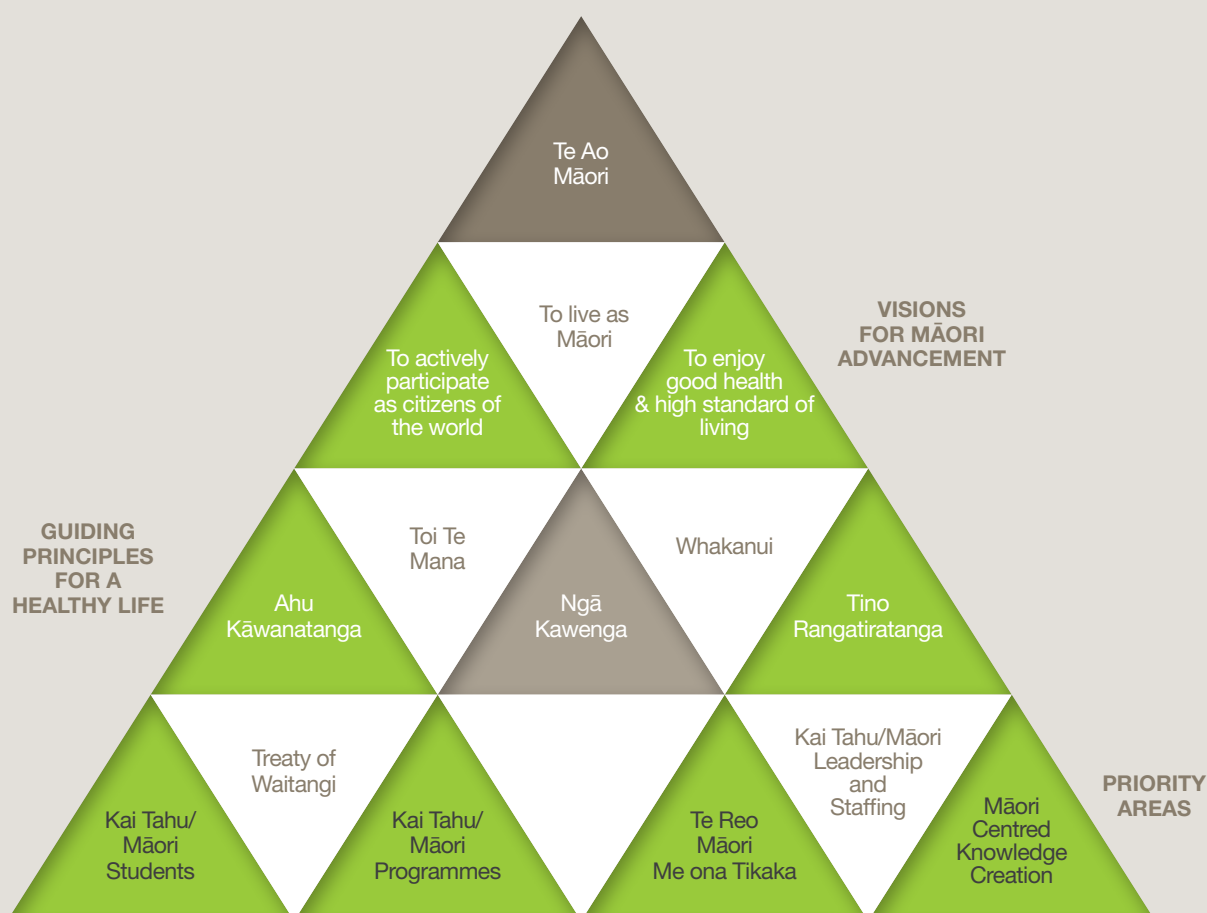 Te Ao
Māori
To live as
Māori
VISIONS
FOR MĀORI
ADVANCEMENT
To actively
participate
as citizens of
the world
To enjoy
good health
& high standard of
living
GUIDING
PRINCIPLES
FOR A
HEALTHY LIFE
Toi Te
Mana
Whakanui
Ahu
Kāwanatanga
Ngā
Kawenga
Tino
Rangatiratanga
Treaty of
Waitangi
Kai Tahu/Māori
Leadership
and
Staffing
PRIORITY
AREAS
Kai Tahu/
Māori
Students
Kai Tahu/
Māori
Programmes
Te Reo
Māori
Me ona Tikaka
Māori
Centred
Knowledge
Creation